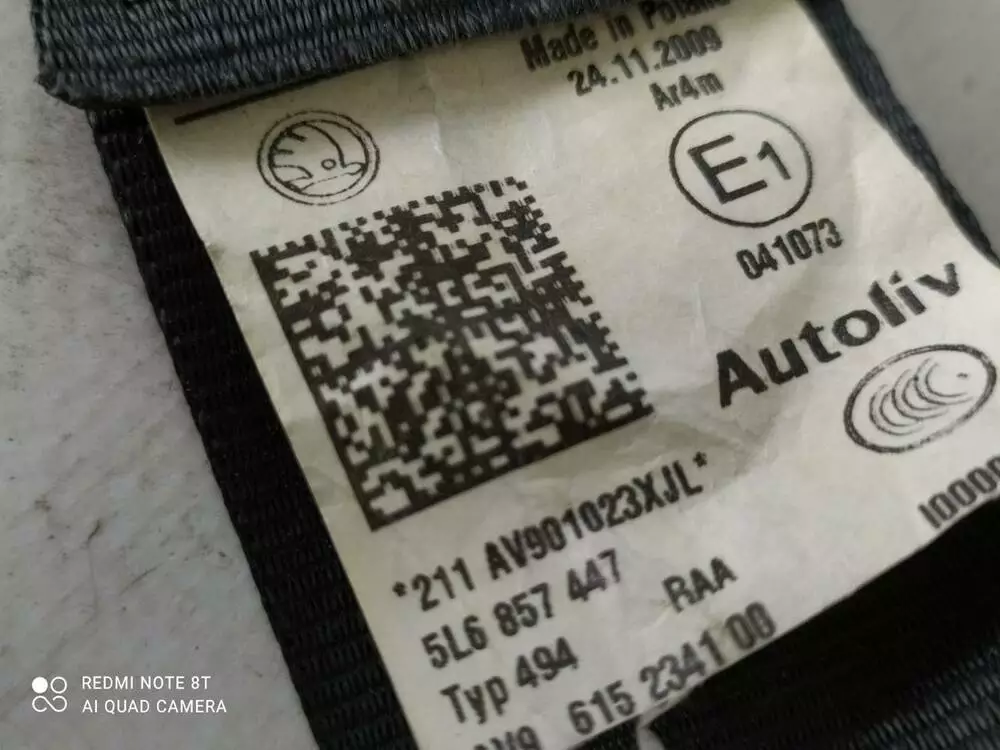 Made in
24.11.2009
Ar4m
E1
041073
Autoliv
*211 AV901023XJL*
5L6 857 447
RAA
Typ 494
615 2341 00
REDMI NOTE 8T
AI QUAD CAMERA